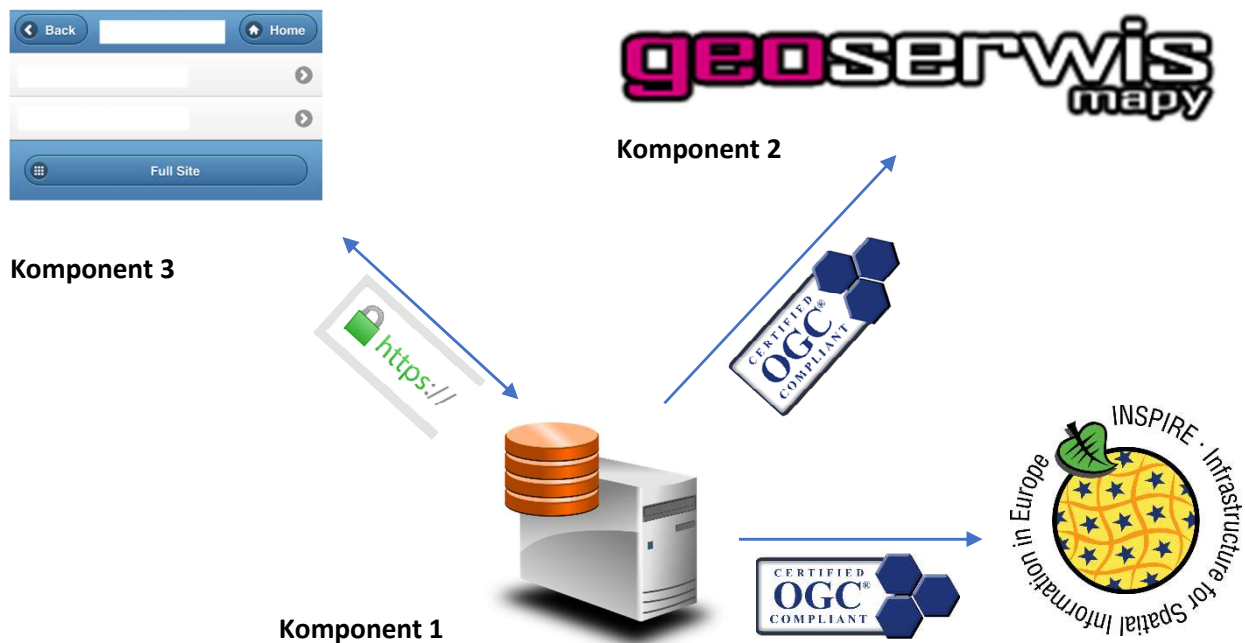 Back
Home
Full Site
geoserwis
mapy
Komponent 2
Komponent 3
https://
CERTIFIED
OGC®
COMPLIANT
INSPIRE · Infrastructure for Spatial Information in Europe
CERTIFIED
OGC®
COMPLIANT
Komponent 1